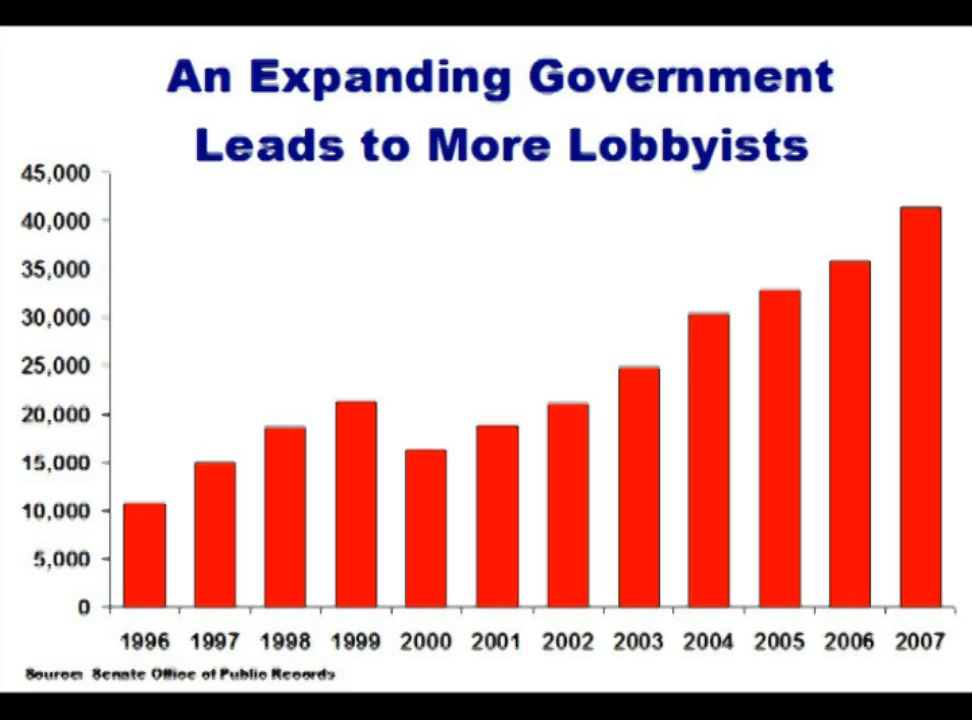 An Expanding Government
Leads to More Lobbyists
45,000
40,000
35,000
30,000
25,000
20,000
15,000
10,000
5,000
0
1996 1997 1998 1999 2000 2001 2002 2003 2004 2005 2006 2007
Source: Senate Office of Public Records